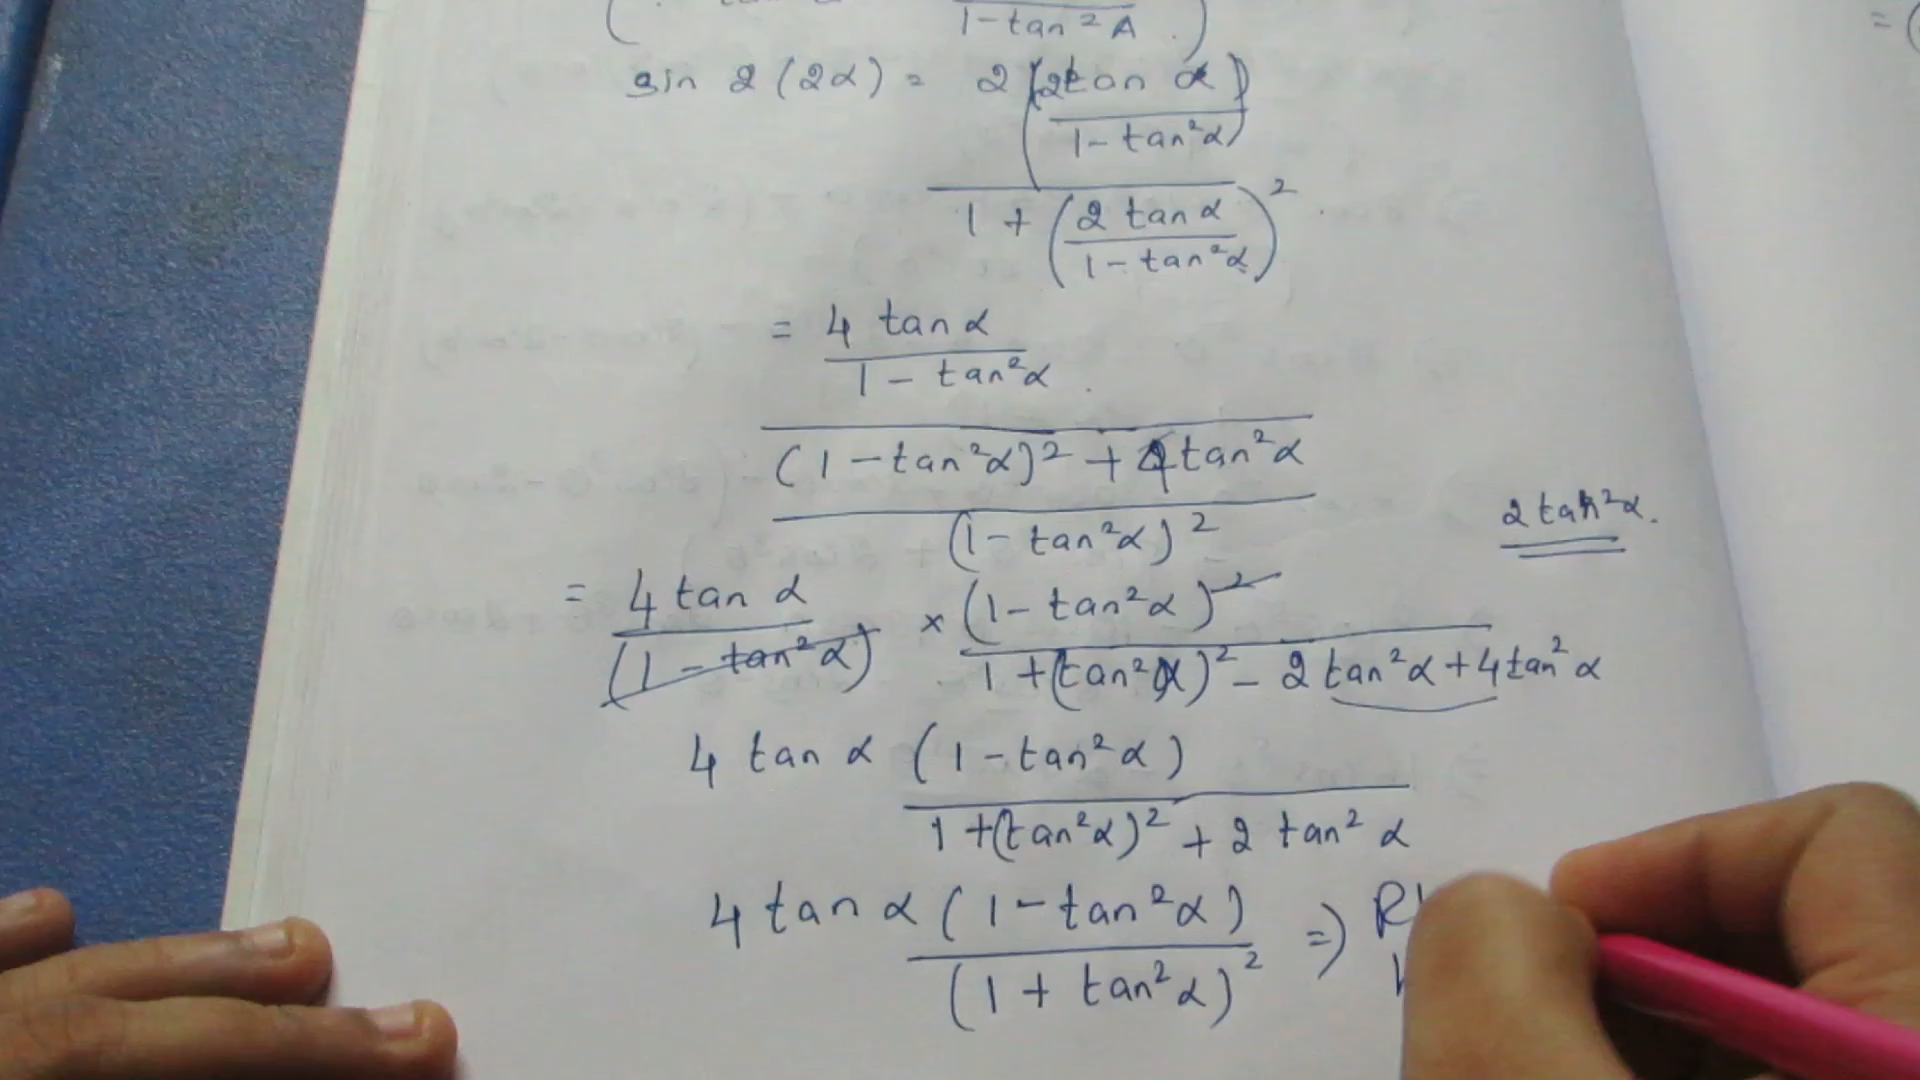 1-tan²A
sin 2(2α) = 2(2tan α)
1- tan²α
1 + (2 tan α)²
1- tan²α
= 4 tan α
1 - tan²α
(1 - tan²α)² + 4tan²α
(1- tan²α)²
2 tan²α.
= 4 tan α × (1- tan²α)²
(1 - tan²α) 1 +(tan²α)² - 2 tan²α + 4tan²α
4 tan α (1 - tan²α)
1 +(tan²α)² + 2 tan² α
4 tan α (1 - tan²α) ⇒
(1 + tan²α)²